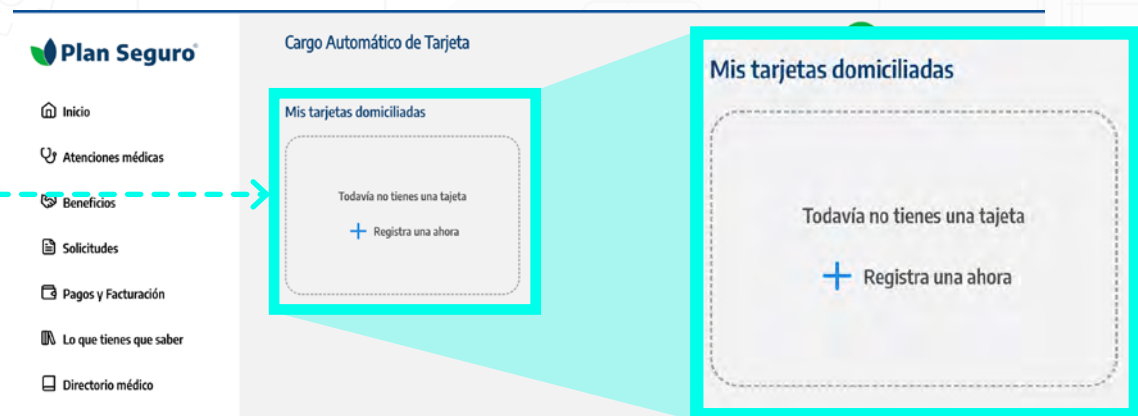 Plan Seguro
Inicio
Atenciones médicas
Beneficios
Solicitudes
Pagos y Facturación
Lo que tienes que saber
Directorio médico
Cargo Automático de Tarjeta
Mis tarjetas domiciliadas
Todavía no tienes una tajeta
Registra una ahora
Mis tarjetas domiciliadas
Todavía no tienes una tajeta
Registra una ahora